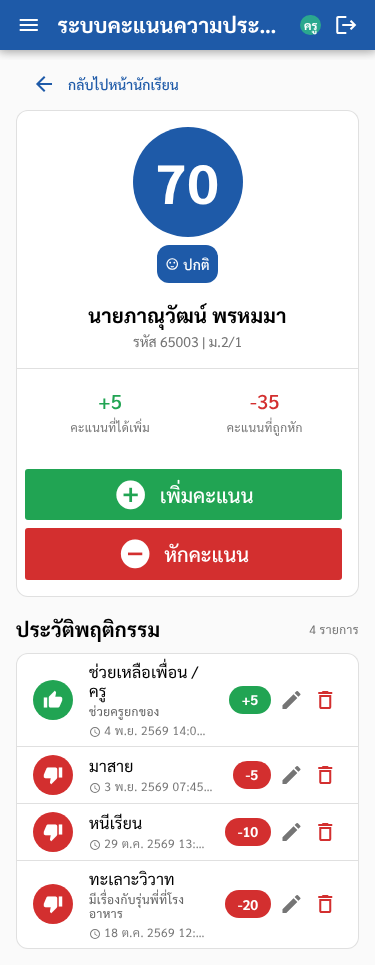 ระบบคะแนนความประ...
ครู
กลับไปหน้านักเรียน
70
ปกติ
นายภาณุวัฒน์ พรหมมา
รหัส 65003 | ม.2/1
+5
-35
คะแนนที่ได้เพิ่ม
คะแนนที่ถูกหัก
เพิ่มคะแนน
หักคะแนน
ประวัติพฤติกรรม
4 รายการ
ช่วยเหลือเพื่อน /
ครู
ช่วยครูยกของ
4 พ.ย. 2569 14:0...
+5
มาสาย
3 พ.ย. 2569 07:45...
-5
หนีเรียน
29 ต.ค. 2569 13:...
-10
ทะเลาะวิวาท
มีเรื่องกับรุ่นพี่ที่โรง
อาหาร
18 ต.ค. 2569 12:...
-20